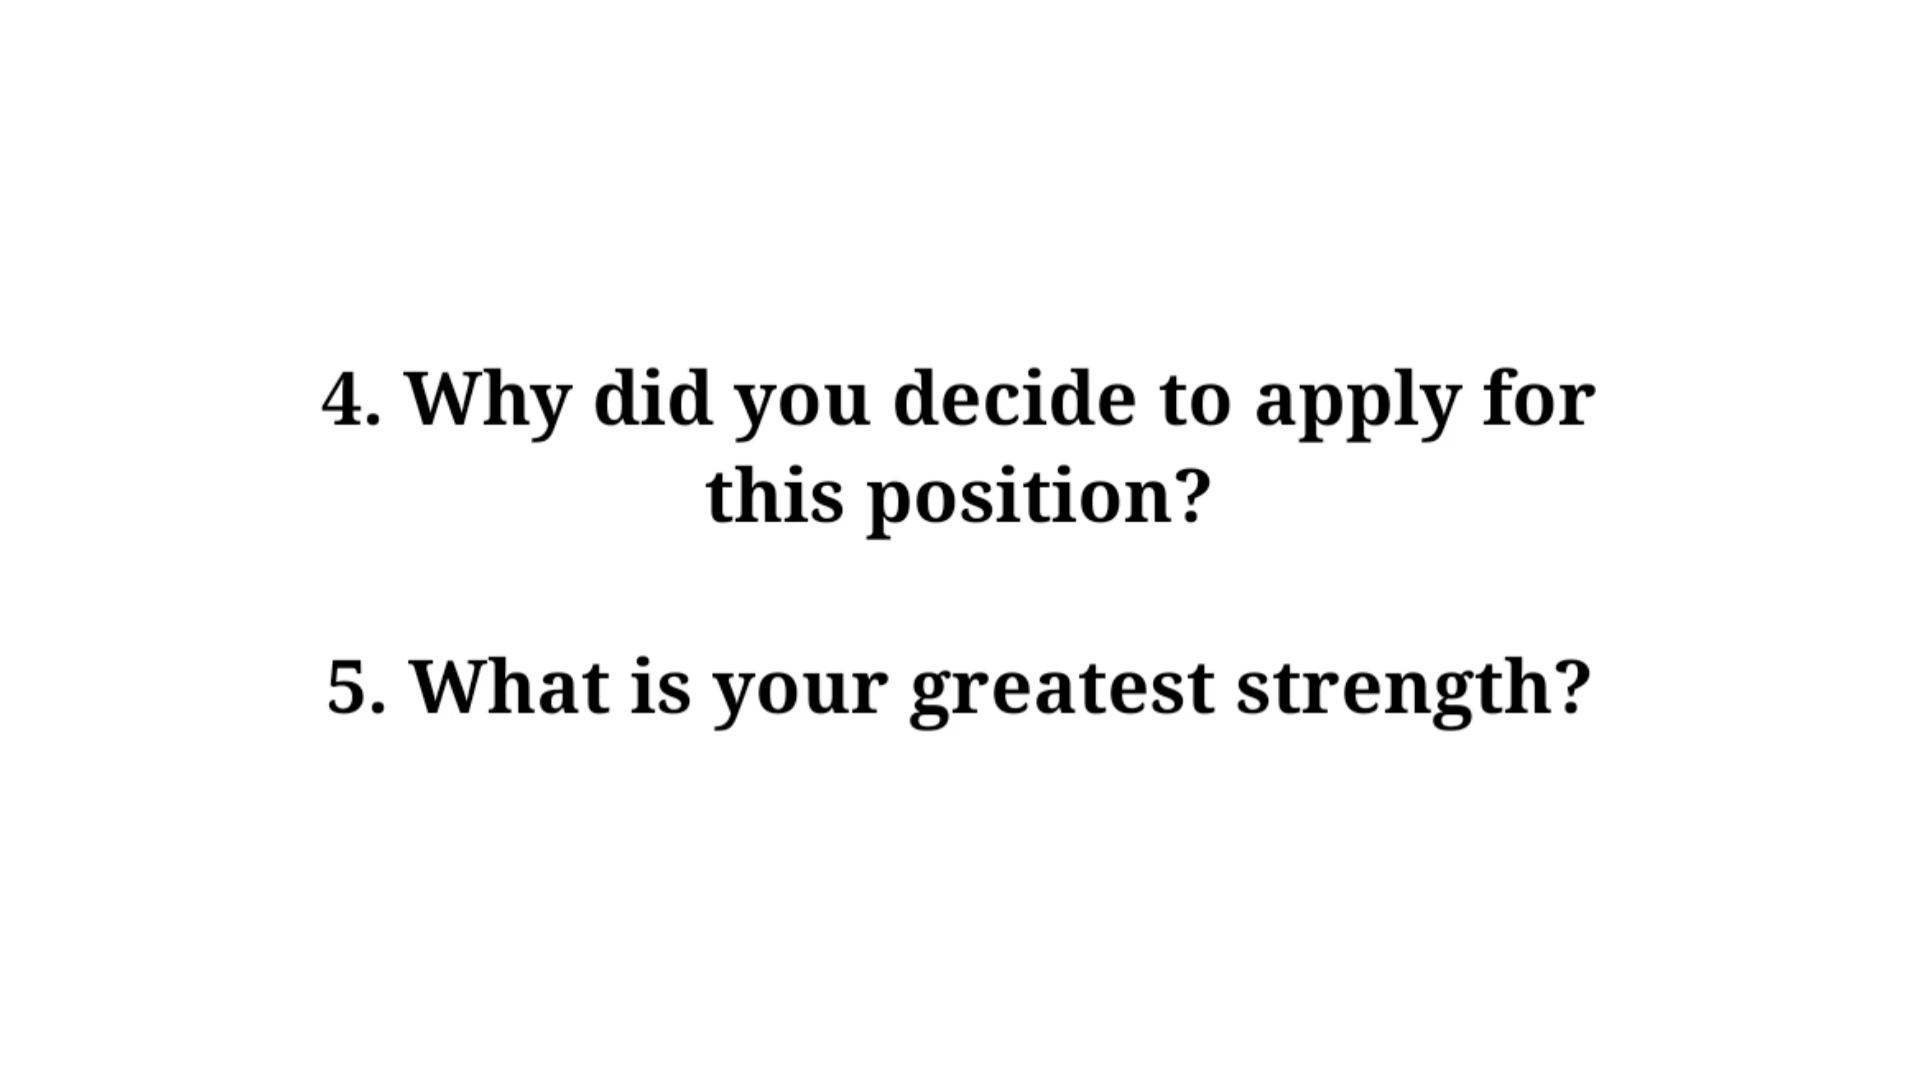 4. Why did you decide to apply for
this position?
5. What is your greatest strength?